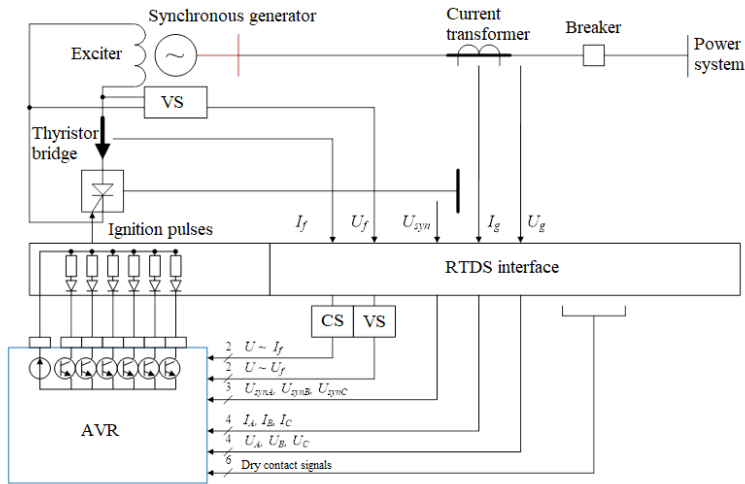 Synchronous generator
Current
transformer
Breaker
Power
system
Exciter
~
VS
Thyristor
bridge
Ignition pulses
I_f
U_f
U_syn
I_g
U_g
RTDS interface
CS
VS
2 U ~ I_f
2 U ~ U_f
3 U_synA, U_synB, U_synC
4 I_A, I_B, I_C
4 U_A, U_B, U_C
6 Dry contact signals
AVR